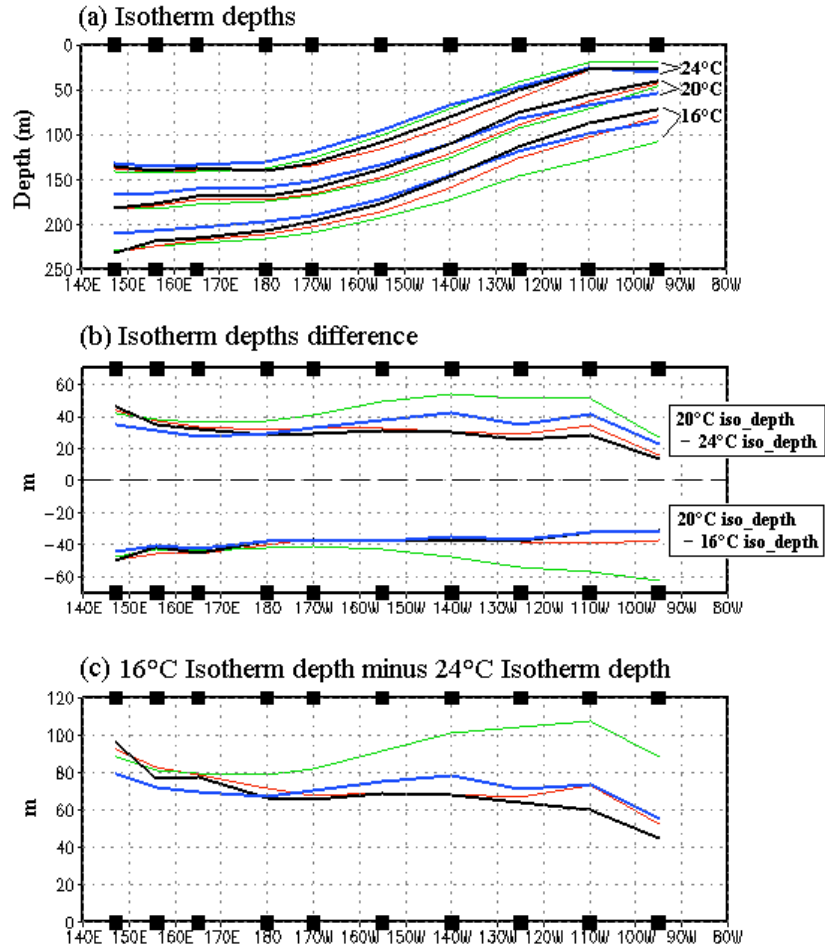 (a) Isotherm depths
0
50
100
150
200
250
Depth (m)
24°C
20°C
16°C
140E 150E 160E 170E 180 170W 160W 150W 140W 130W 120W 110W 100W 90W 80W
(b) Isotherm depths difference
60
40
20
0
−20
−40
−60
m
20°C iso_depth
− 24°C iso_depth
20°C iso_depth
− 16°C iso_depth
140E 150E 160E 170E 180 170W 160W 150W 140W 130W 120W 110W 100W 90W 80W
(c) 16°C Isotherm depth minus 24°C Isotherm depth
120
100
80
60
40
20
0
m
140E 150E 160E 170E 180 170W 160W 150W 140W 130W 120W 110W 100W 90W 80W